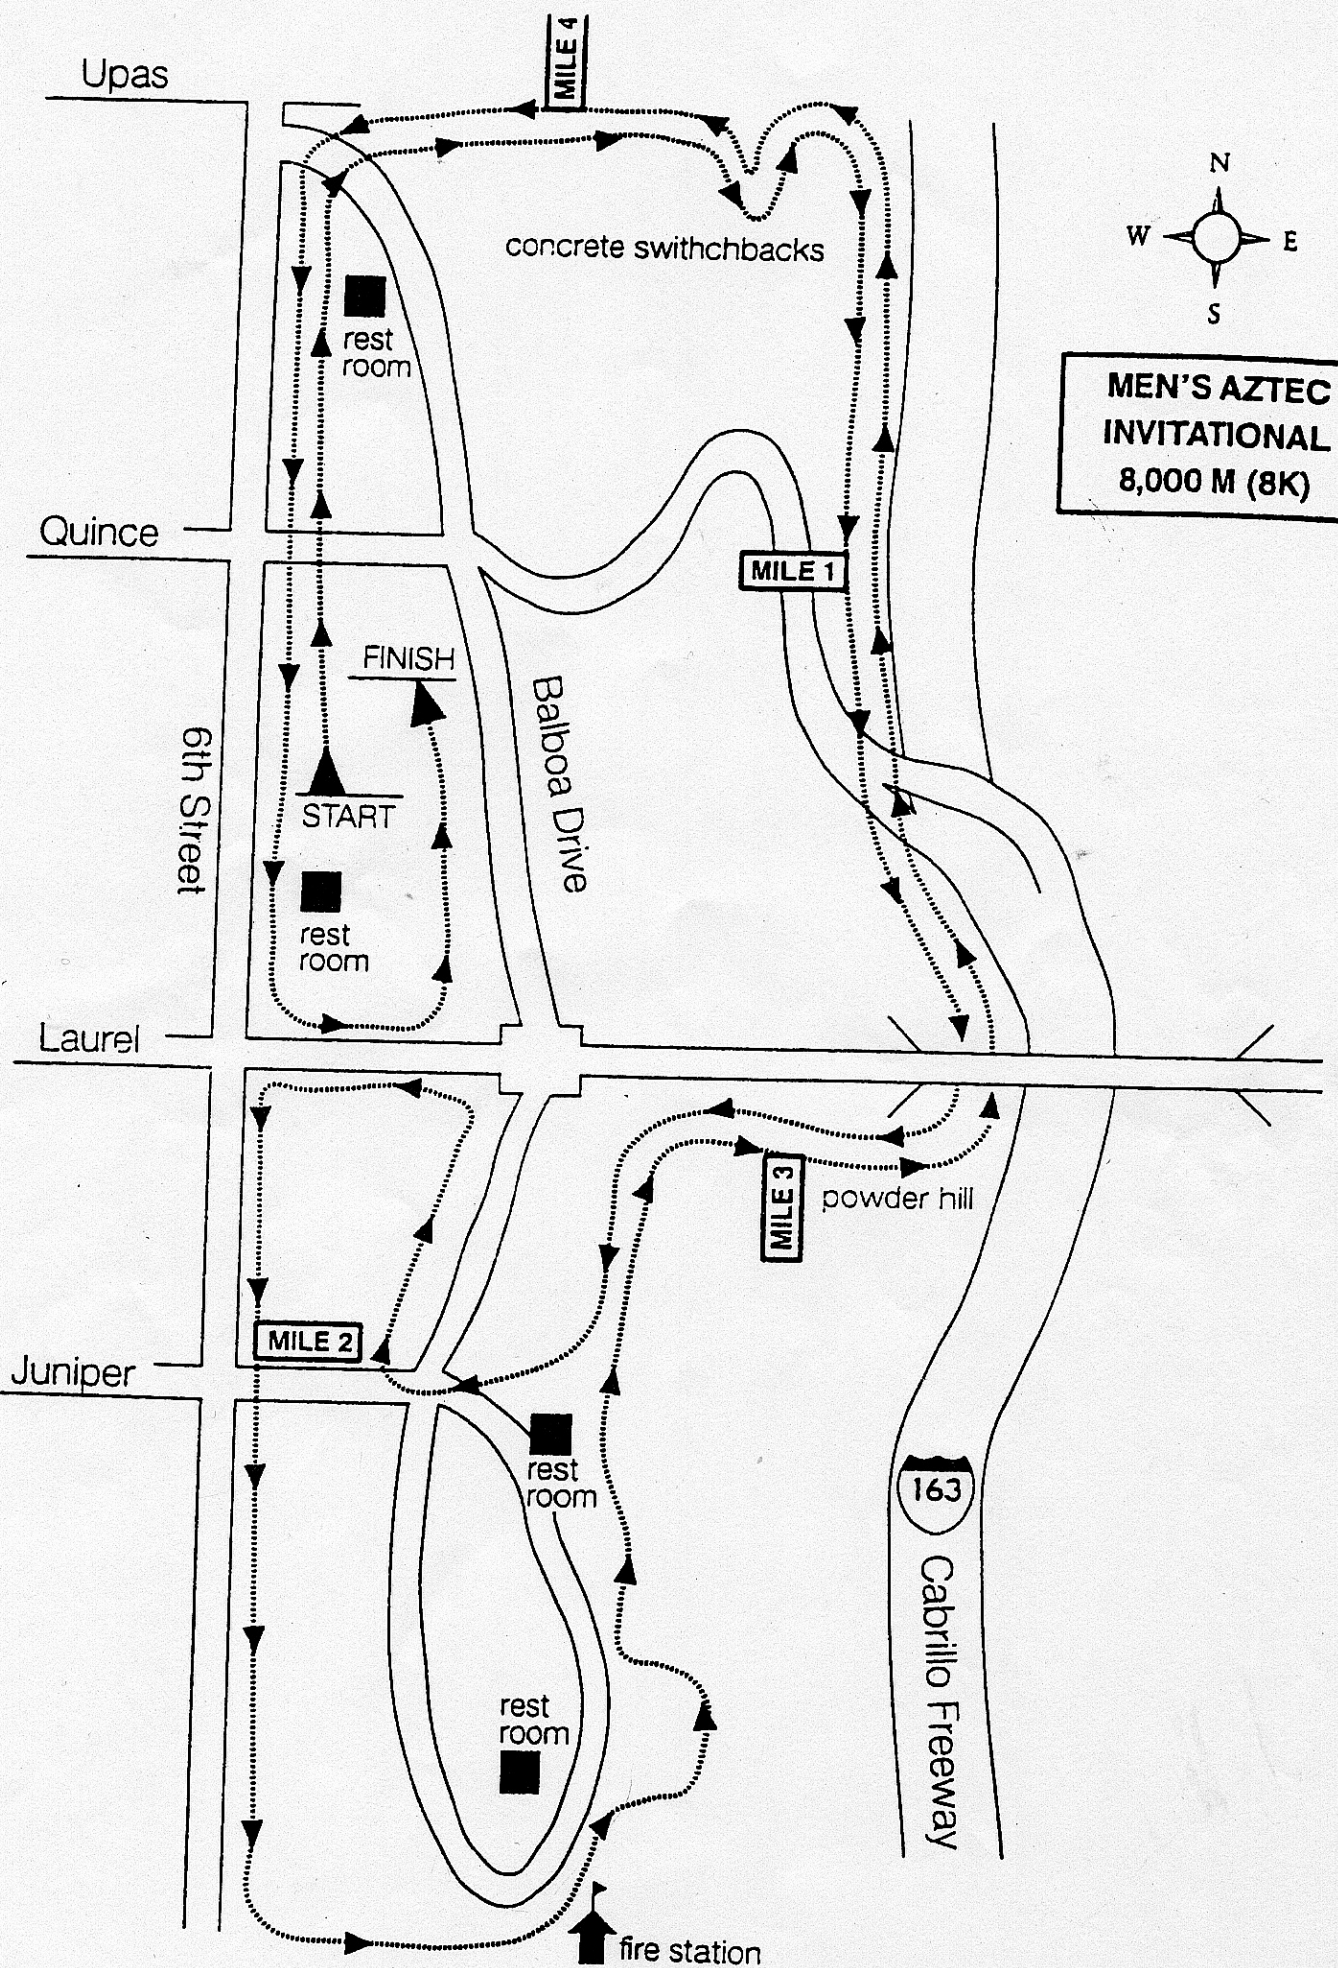 MILE 4
Upas
N
W E
S
concrete swithchbacks
rest
room
MEN'S AZTEC
INVITATIONAL
8,000 M (8K)
Quince
MILE 1
FINISH
Balboa Drive
6th Street
START
rest
room
Laurel
MILE 3
powder hill
MILE 2
Juniper
rest
room
163
Cabrillo Freeway
rest
room
fire station